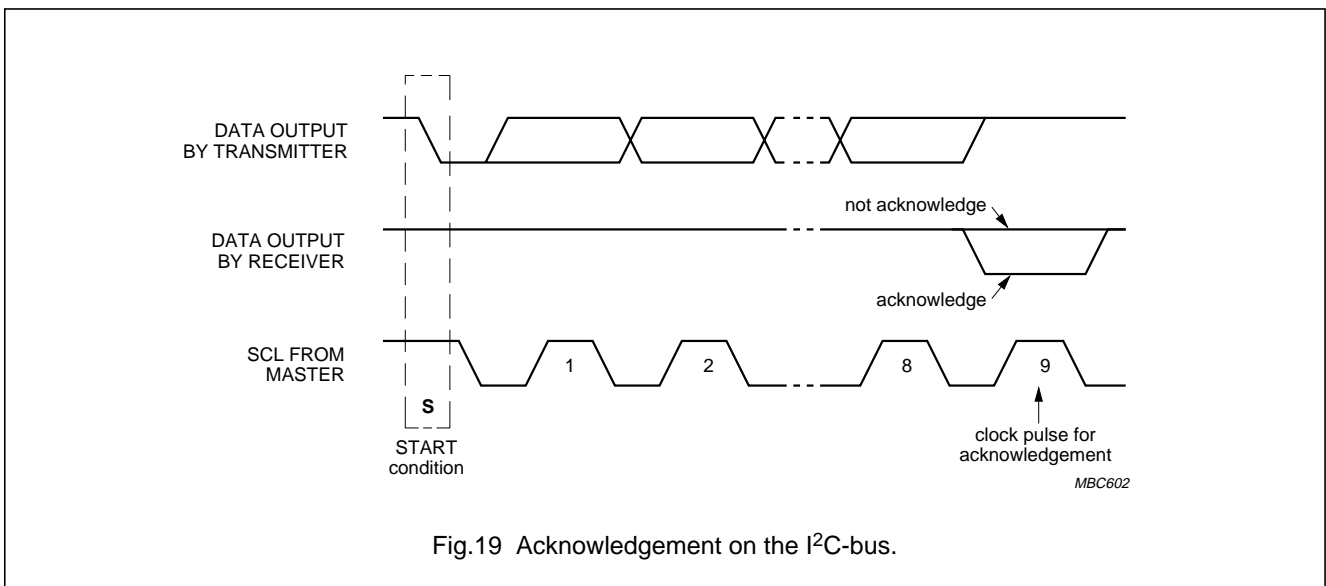 DATA OUTPUT
BY TRANSMITTER
not acknowledge
DATA OUTPUT
BY RECEIVER
acknowledge
SCL FROM
MASTER
1
2
8
9
S
START
condition
clock pulse for
acknowledgement
MBC602
Fig.19 Acknowledgement on the I²C-bus.